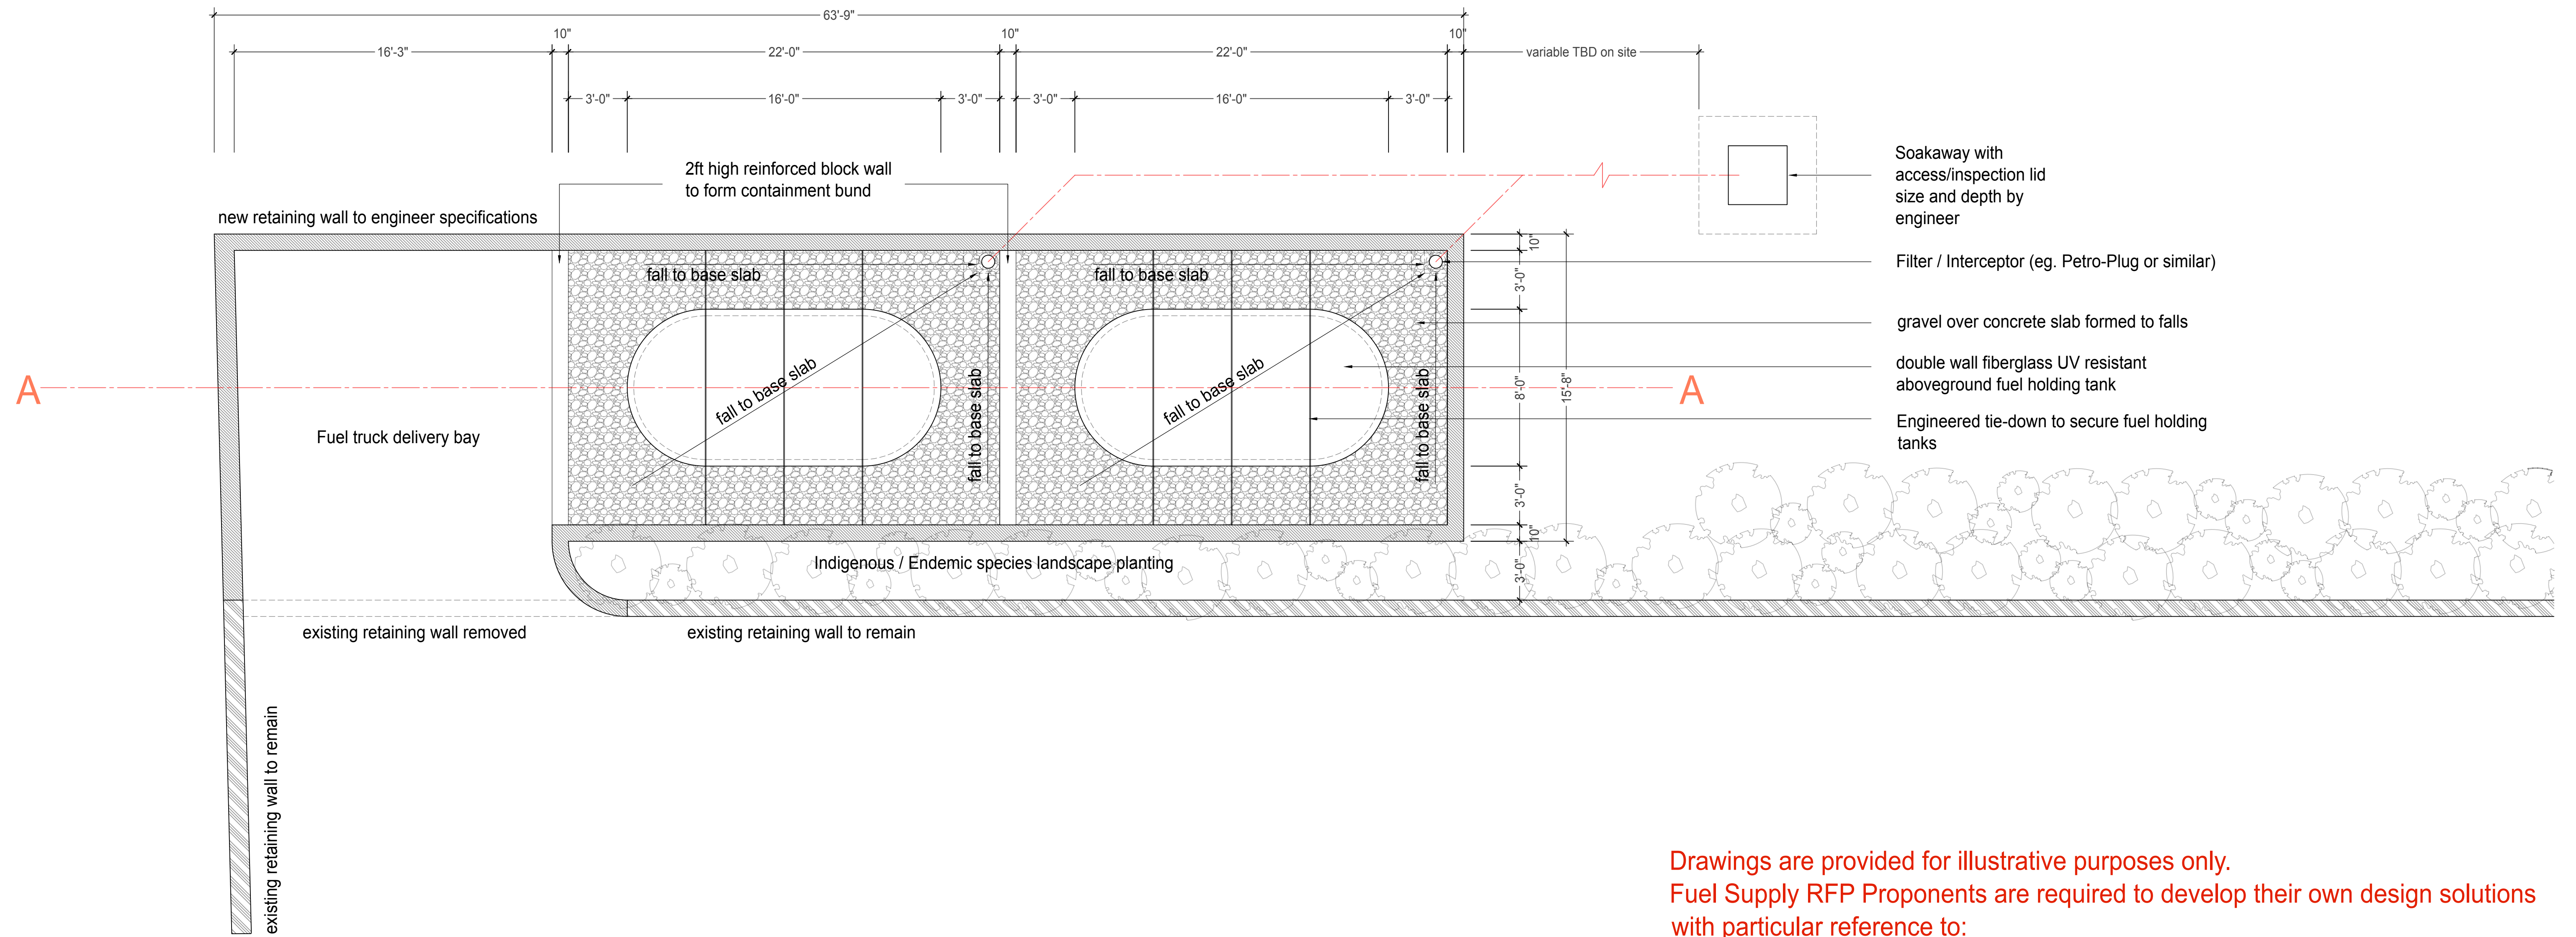 63'-9"
10"
10"
10"
16'-3"
22'-0"
22'-0"
variable TBD on site
3'-0"
16'-0"
3'-0"
3'-0"
16'-0"
3'-0"
2ft high reinforced block wall
to form containment bund
new retaining wall to engineer specifications
Soakaway with
access/inspection lid
size and depth by
engineer
Filter / Interceptor (eg. Petro-Plug or similar)
gravel over concrete slab formed to falls
double wall fiberglass UV resistant
aboveground fuel holding tank
Engineered tie-down to secure fuel holding
tanks
fall to base slab
fall to base slab
fall to base slab
fall to base slab
fall to base slab
fall to base slab
10"
3'-0"
8'-0"
15'-8"
3'-0"
10"
3'-0"
A
A
Fuel truck delivery bay
Indigenous / Endemic species landscape planting
existing retaining wall removed
existing retaining wall to remain
existing retaining wall to remain
Drawings are provided for illustrative purposes only.
Fuel Supply RFP Proponents are required to develop their own design solutions
with particular reference to: